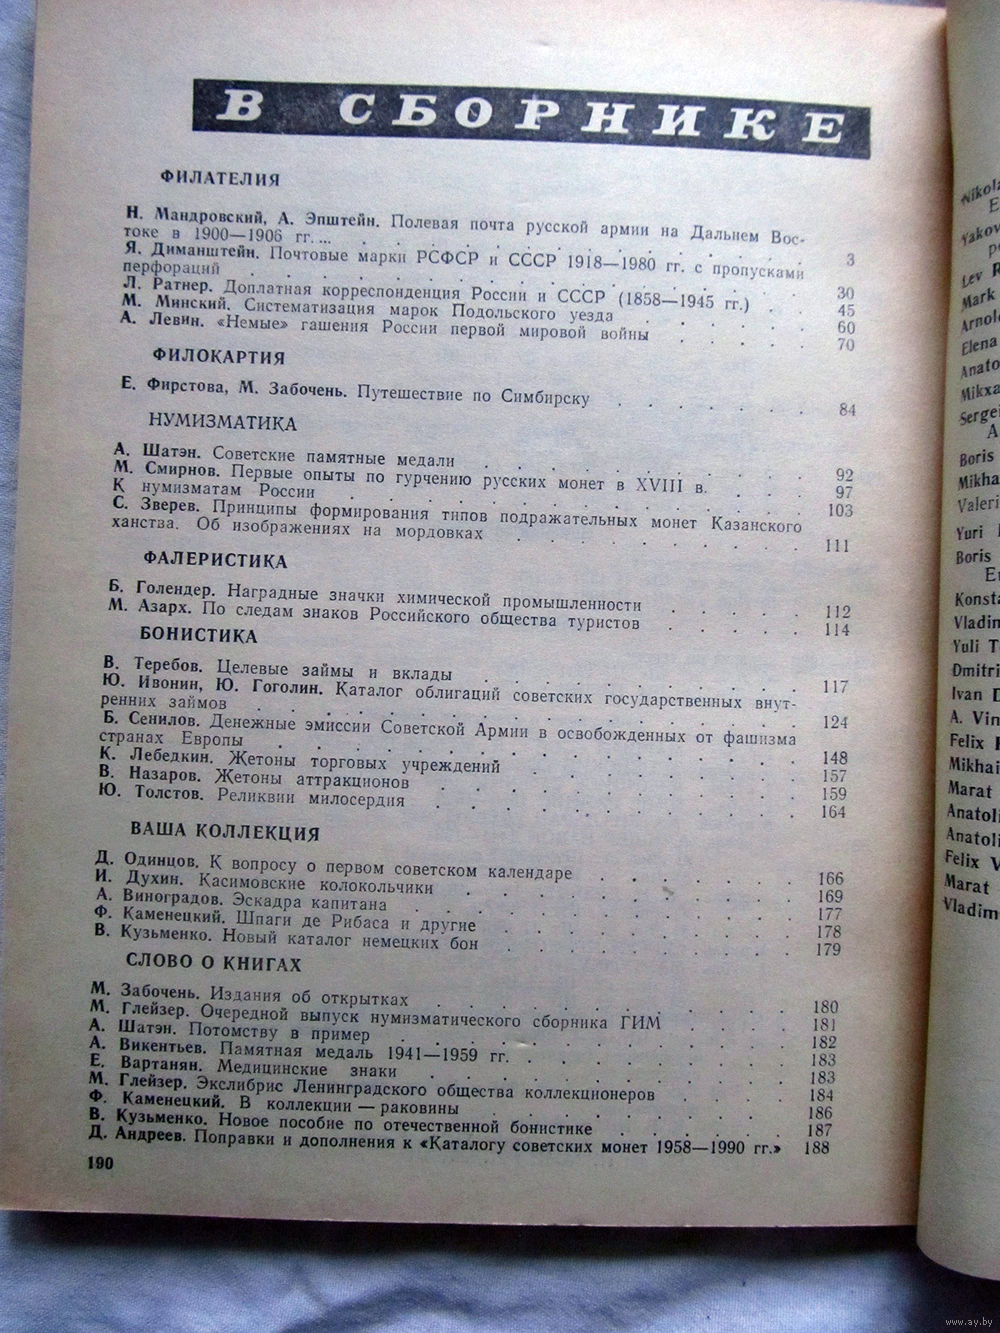 В СБОРНИКЕ
ФИЛАТЕЛИЯ
Н. Мандровский, А. Эпштейн. Полевая почта русской армии на Дальнем Вос-
токе в 1900—1906 гг. ... 3
Я. Диманштейн. Почтовые марки РСФСР и СССР 1918—1980 гг. с пропусками
перфораций 30
Л. Ратнер. Доплатная корреспонденция России и СССР (1858—1945 гг.) 45
М. Минский. Систематизация марок Подольского уезда 60
А. Левин. «Немые» гашения России первой мировой войны 70
ФИЛОКАРТИЯ
Е. Фирстова, М. Забочень. Путешествие по Симбирску 84
НУМИЗМАТИКА
А. Шатэн. Советские памятные медали 92
М. Смирнов. Первые опыты по гурчению русских монет в XVIII в. 97
К нумизматам России 103
С. Зверев. Принципы формирования типов подражательных монет Казанского
ханства. Об изображениях на мордовках 111
ФАЛЕРИСТИКА
Б. Голендер. Наградные значки химической промышленности 112
М. Азарх. По следам знаков Российского общества туристов 114
БОНИСТИКА
В. Теребов. Целевые займы и вклады 117
Ю. Ивонин, Ю. Гоголин. Каталог облигаций советских государственных внут-
ренних займов 124
Б. Сенилов. Денежные эмиссии Советской Армии в освобожденных от фашизма
странах Европы 148
К. Лебедкин. Жетоны торговых учреждений 157
В. Назаров. Жетоны аттракционов 159
Ю. Толстов. Реликвии милосердия 164
ВАША КОЛЛЕКЦИЯ
Д. Одинцов. К вопросу о первом советском календаре 166
И. Духин. Касимовские колокольчики 169
А. Виноградов. Эскадра капитана 177
Ф. Каменецкий. Шпаги де Рибаса и другие 178
В. Кузьменко. Новый каталог немецких бон 179
СЛОВО О КНИГАХ
М. Забочень. Издания об открытках 180
М. Глейзер. Очередной выпуск нумизматического сборника ГИМ 181
А. Шатэн. Потомству в пример 182
А. Викентьев. Памятная медаль 1941—1959 гг. 183
Е. Вартанян. Медицинские знаки 183
М. Глейзер. Экслибрис Ленинградского общества коллекционеров 184
Ф. Каменецкий. В коллекции — раковины 186
В. Кузьменко. Новое пособие по отечественной бонистике 187
Д. Андреев. Поправки и дополнения к «Каталогу советских монет 1958—1990 гг.» 188
190
Lev
Mark
Elena
Boris
Yuri
Boris
Yuli
Ivan
A.
Felix
Marat
Felix
Marat
www.ay.by